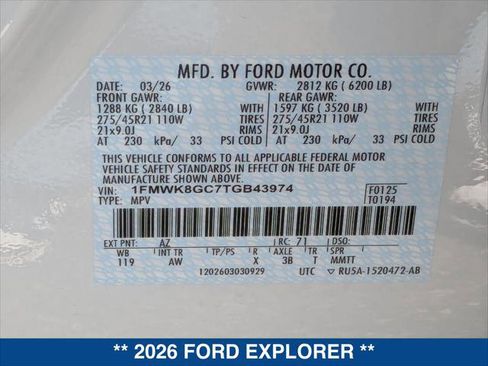 MFD. BY FORD MOTOR CO.
DATE: 03/26 GVWR: 2812 KG ( 6200 LB)
FRONT GAWR: REAR GAWR:
1288 KG ( 2840 LB) WITH 1597 KG ( 3520 LB) WITH
275/45R21 110W TIRES 275/45R21 110W TIRES
21x9.0J RIMS 21x9.0J RIMS
AT 230 kPa/ 33 PSI COLD AT 230 kPa/ 33 PSI COLD
THIS VEHICLE CONFORMS TO ALL APPLICABLE FEDERAL MOTOR
VEHICLE SAFETY AND THEFT PREVENTION STANDARDS IN EFFECT
ON THE DATE OF MANUFACTURE SHOWN ABOVE.
VIN: 1FMWK8GC7TGB43974 F0125
TYPE: MPV T0194
EXT PNT: AZ RC: 71 DSO:
WB INT TR TP/PS R AXLE TR SPR
119 AW X 3B T MMTT
1202603030929 UTC RU5A-1520472-AB
** 2026 FORD EXPLORER **